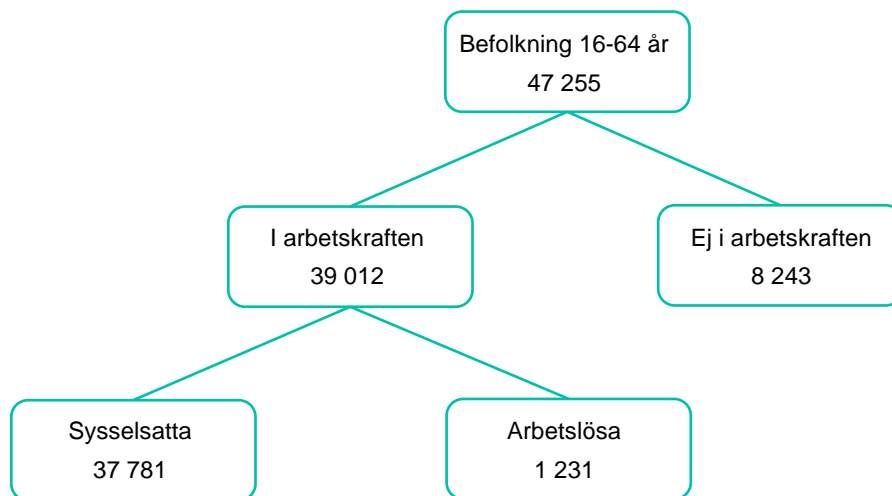 Befolkning 16-64 år
47 255
I arbetskraften
39 012
Ej i arbetskraften
8 243
Sysselsatta
37 781
Arbetslösa
1 231